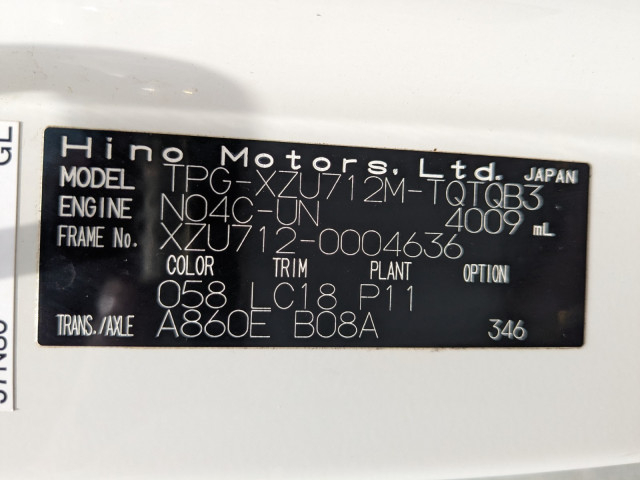 Hino Motors, Ltd. JAPAN
MODEL TPG-XZU712M-TQTQB3
ENGINE N04C-UN 4009 mL
FRAME No. XZU712-0004636
COLOR TRIM PLANT OPTION
058 LC18 P11
TRANS./AXLE A860E B08A 346
GL